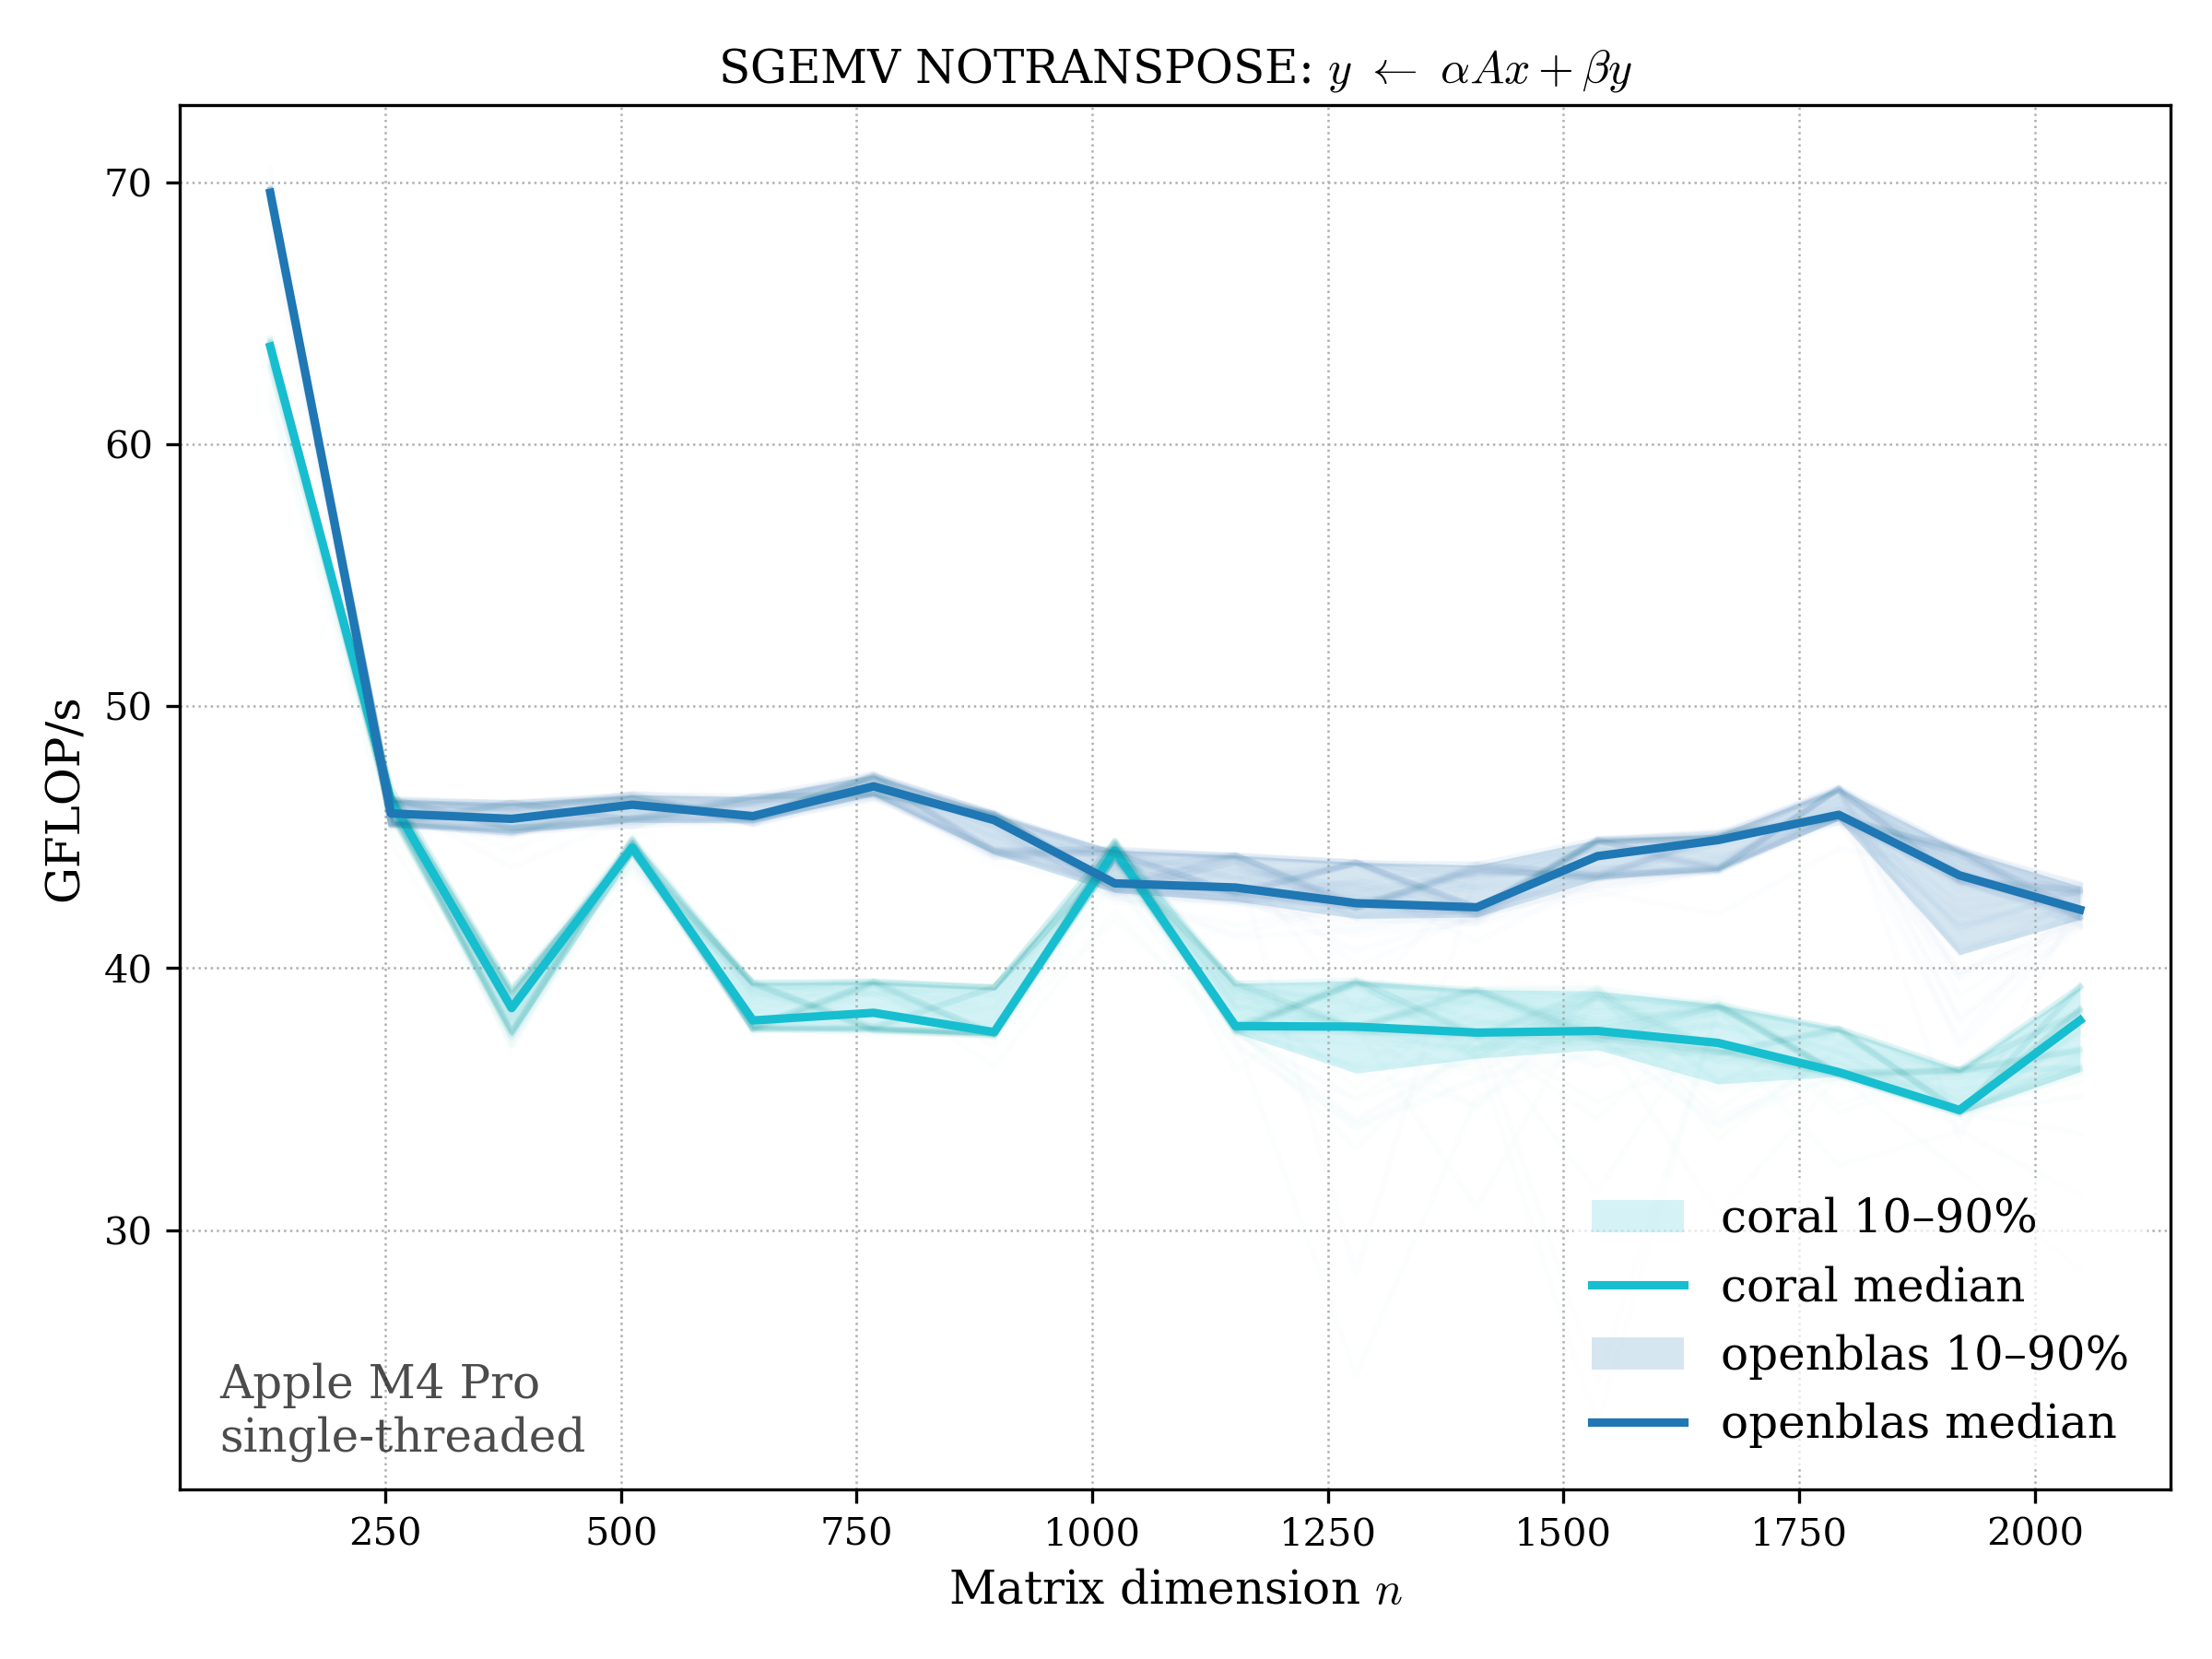 SGEMV NOTRANSPOSE: y ← αAx + βy
GFLOP/s
70
60
50
40
30
250 500 750 1000 1250 1500 1750 2000
Matrix dimension n
Apple M4 Pro
single-threaded
coral 10–90%
coral median
openblas 10–90%
openblas median